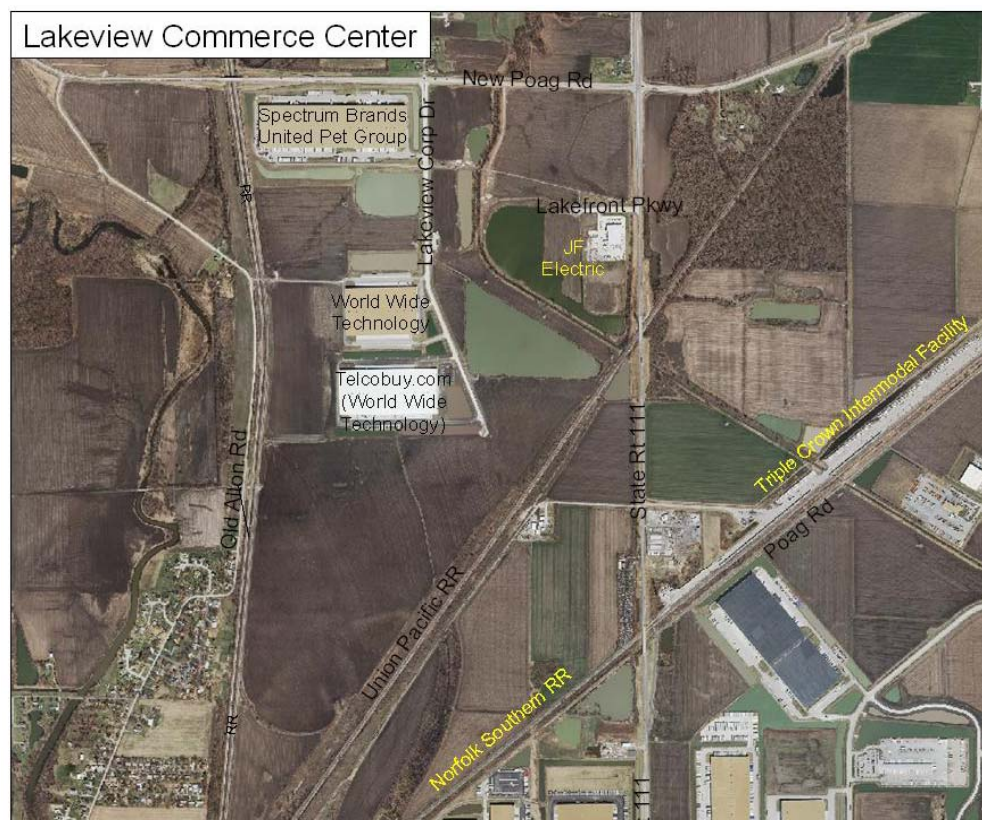 Lakeview Commerce Center
New Poag Rd
Spectrum Brands
United Pet Group
Lakeview Corp Dr
RR
Lakefront Pkwy
JF
Electric
World Wide
Technology
Telcobuy.com
(World Wide
Technology)
Triple Crown Intermodal Facility
State Rt 111
Old Alton Rd
Poag Rd
Union Pacific RR
Norfolk Southern RR
RR
111